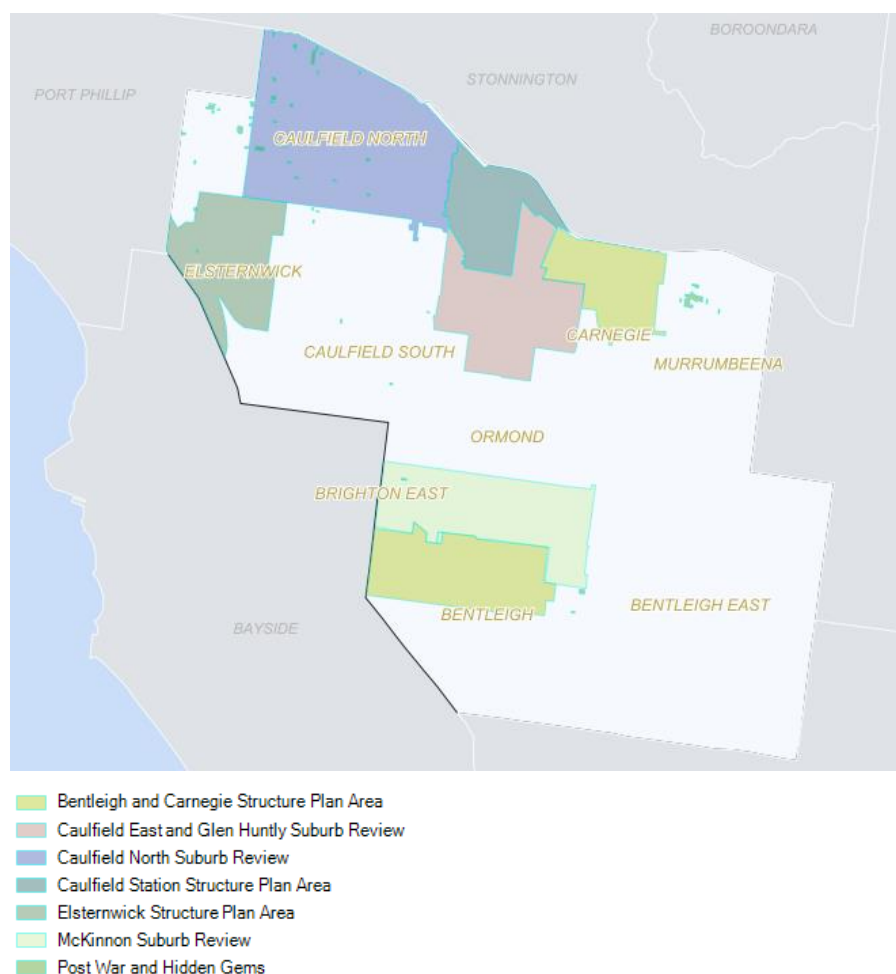 BOROONDARA
STONNINGTON
PORT PHILLIP
CAULFIELD NORTH
ELSTERNWICK
CARNEGIE
CAULFIELD SOUTH
MURRUMBEENA
ORMOND
BRIGHTON EAST
BENTLEIGH EAST
BENTLEIGH
BAYSIDE
Bentleigh and Carnegie Structure Plan Area
Caulfield East and Glen Huntly Suburb Review
Caulfield North Suburb Review
Caulfield Station Structure Plan Area
Elsternwick Structure Plan Area
McKinnon Suburb Review
Post War and Hidden Gems